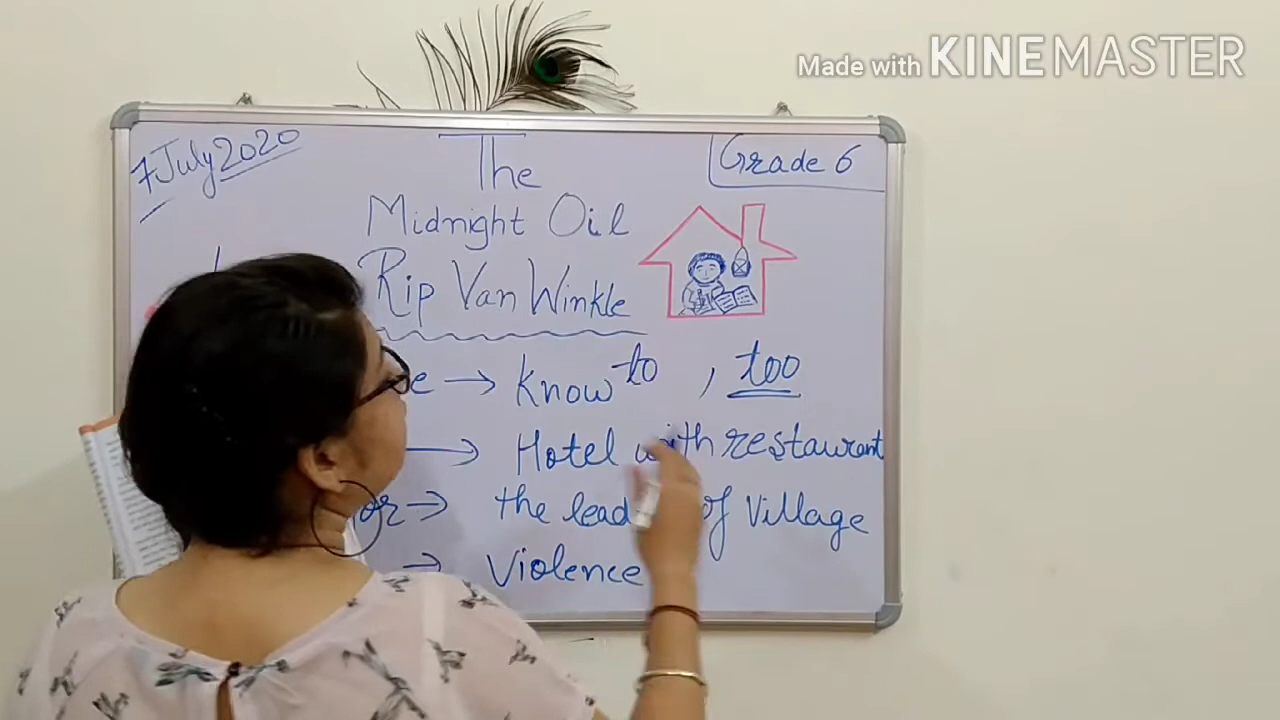 Made with KINEMASTER
7 July 2020
The
Grade 6
Midnight Oil
Rip Van Winkle
→ Know to , too
→ Hotel with restaurant
→ the lead of Village
→ Violence